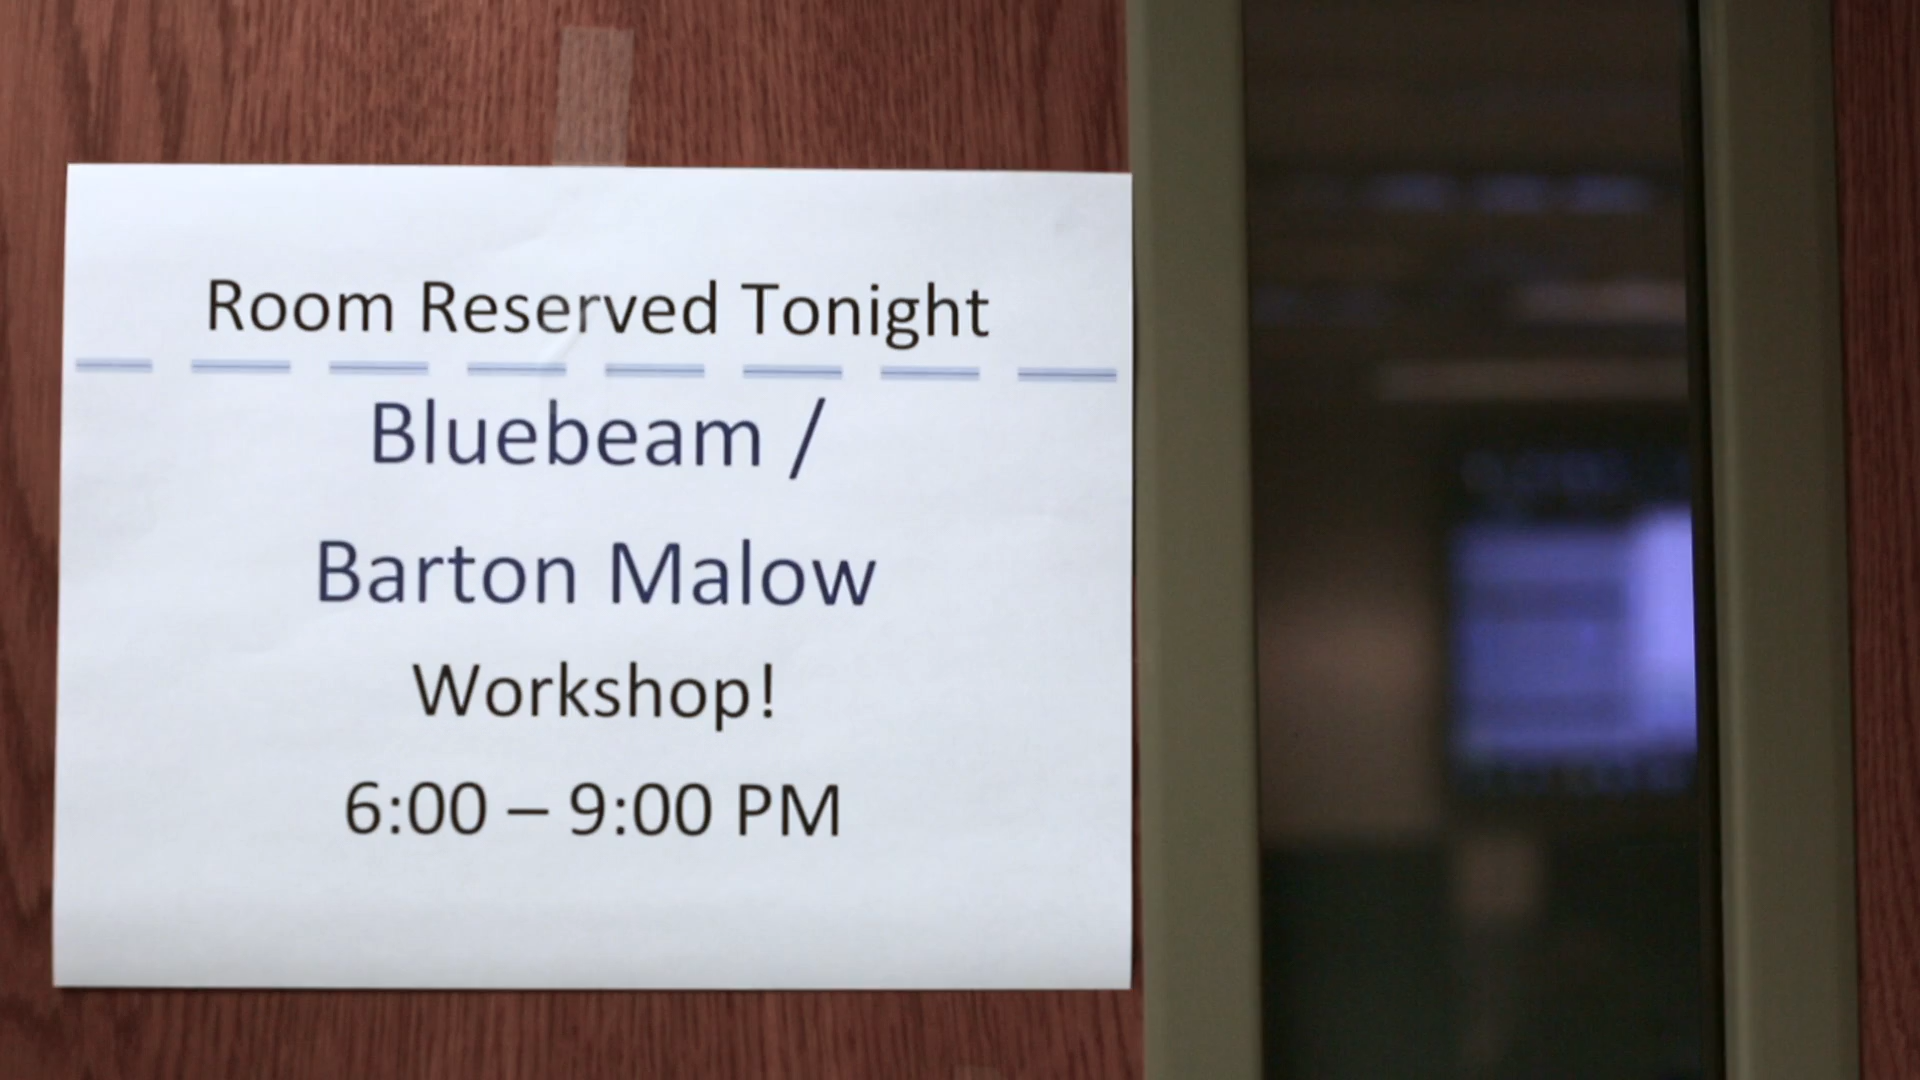 Room Reserved Tonight
Bluebeam /
Barton Malow
Workshop!
6:00 – 9:00 PM